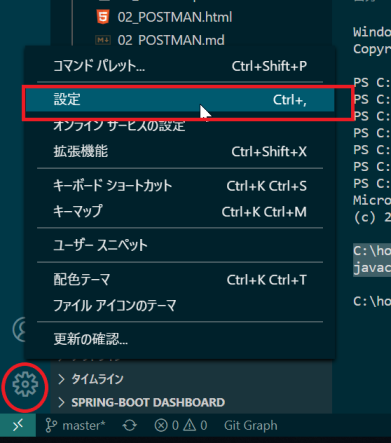 02_POSTMAN.html
02_POSTMAN.md
コマンド パレット... Ctrl+Shift+P
設定 Ctrl+,
オンライン サービスの設定
拡張機能 Ctrl+Shift+X
キーボード ショートカット Ctrl+K Ctrl+S
キーマップ Ctrl+K Ctrl+M
ユーザー スニペット
配色テーマ Ctrl+K Ctrl+T
ファイル アイコンのテーマ
更新の確認...
タイムライン
SPRING-BOOT DASHBOARD
master* 0 0 Git Graph
Windo
Copyr
PS C:
PS C:
PS C:
PS C:
PS C:
PS C:
PS C:
Micro
(c) 2
C:\ho
javac
C:\ho